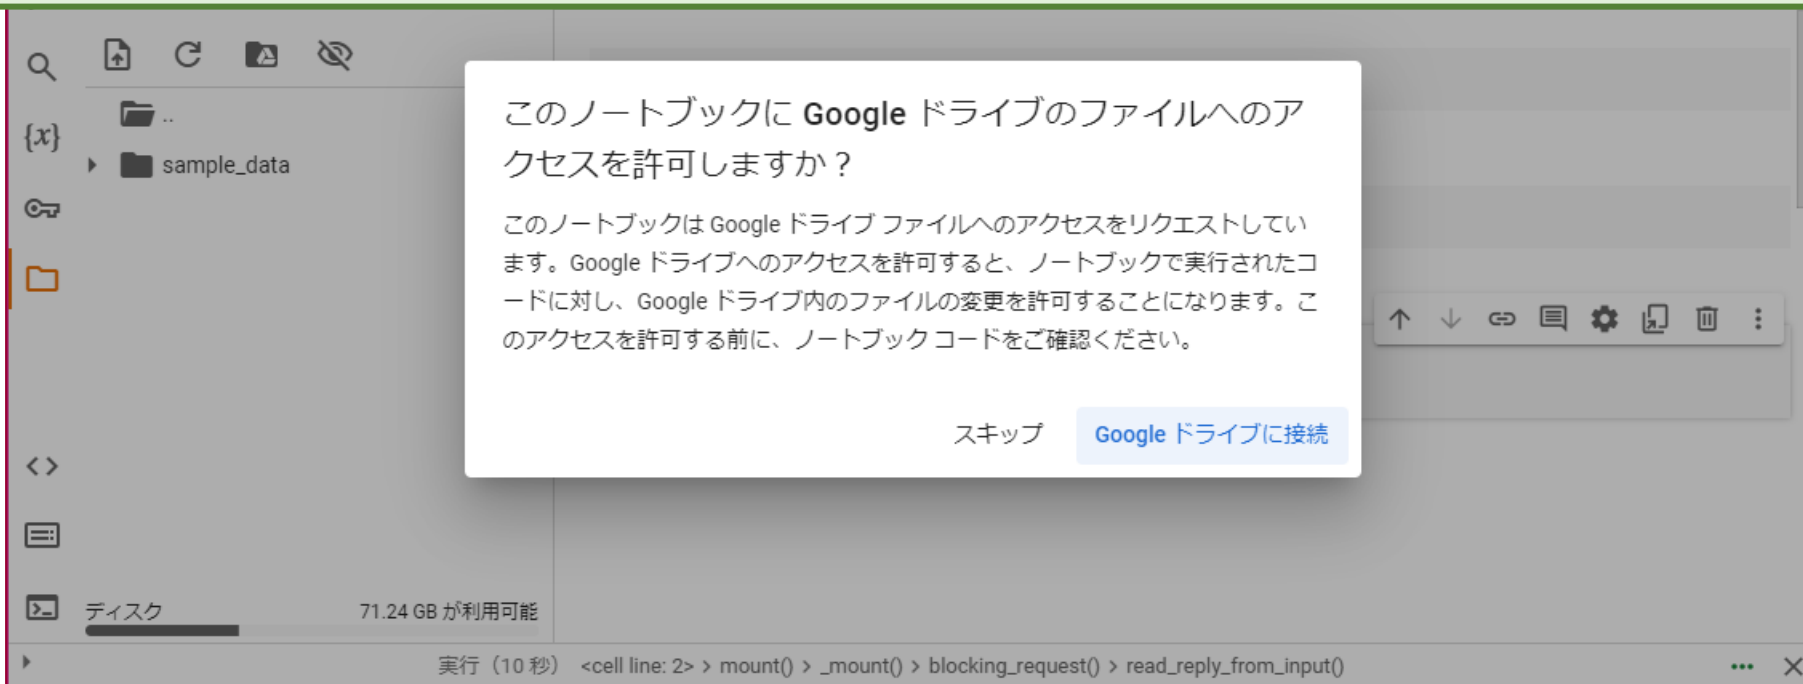 このノートブックに Google ドライブのファイルへのア
クセスを許可しますか？
このノートブックは Google ドライブ ファイルへのアクセスをリクエストしてい
ます。Google ドライブへのアクセスを許可すると、ノートブックで実行されたコ
ードに対し、Google ドライブ内のファイルの変更を許可することになります。こ
のアクセスを許可する前に、ノートブック コードをご確認ください。
スキップ Google ドライブに接続
{x}
..
sample_data
ディスク 71.24 GB が利用可能
実行（10 秒） <cell line: 2> > mount() > _mount() > blocking_request() > read_reply_from_input()